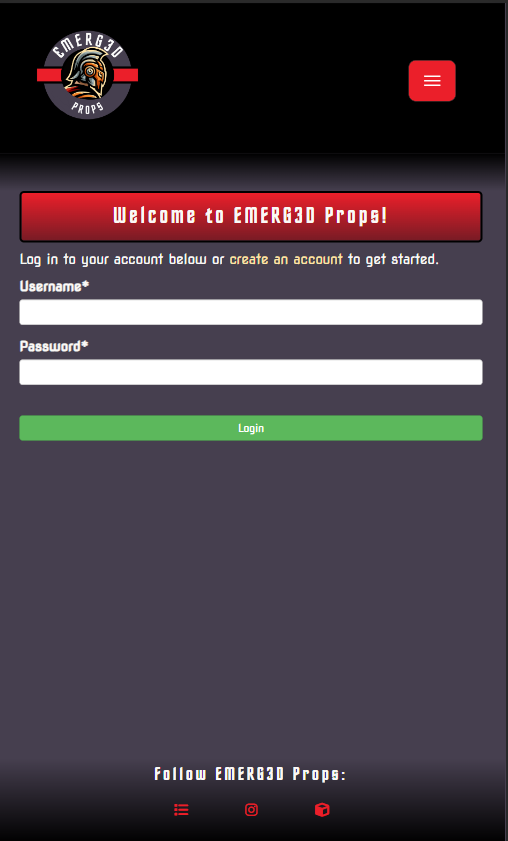 EMERG3D
PROPS
Welcome to EMERG3D Props!
Log in to your account below or create an account to get started.
Username*
Password*
Login
Follow EMERG3D Props: